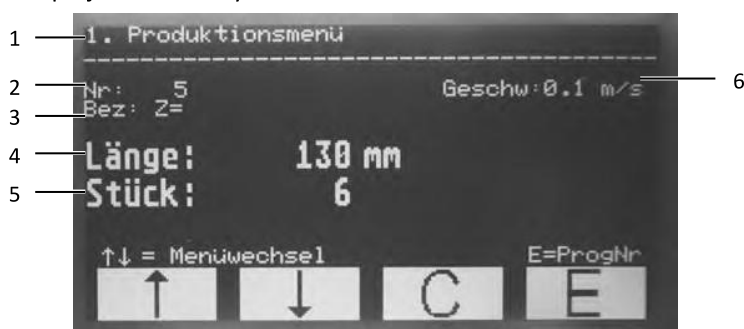 1. Produktionsmenü
1
Nr: 5
2
Geschw:0.1 m/s
6
Bez: Z=
3
Länge: 130 mm
4
Stück: 6
5
↑↓ = Menüwechsel
E=ProgNr
↑ ↓ C E